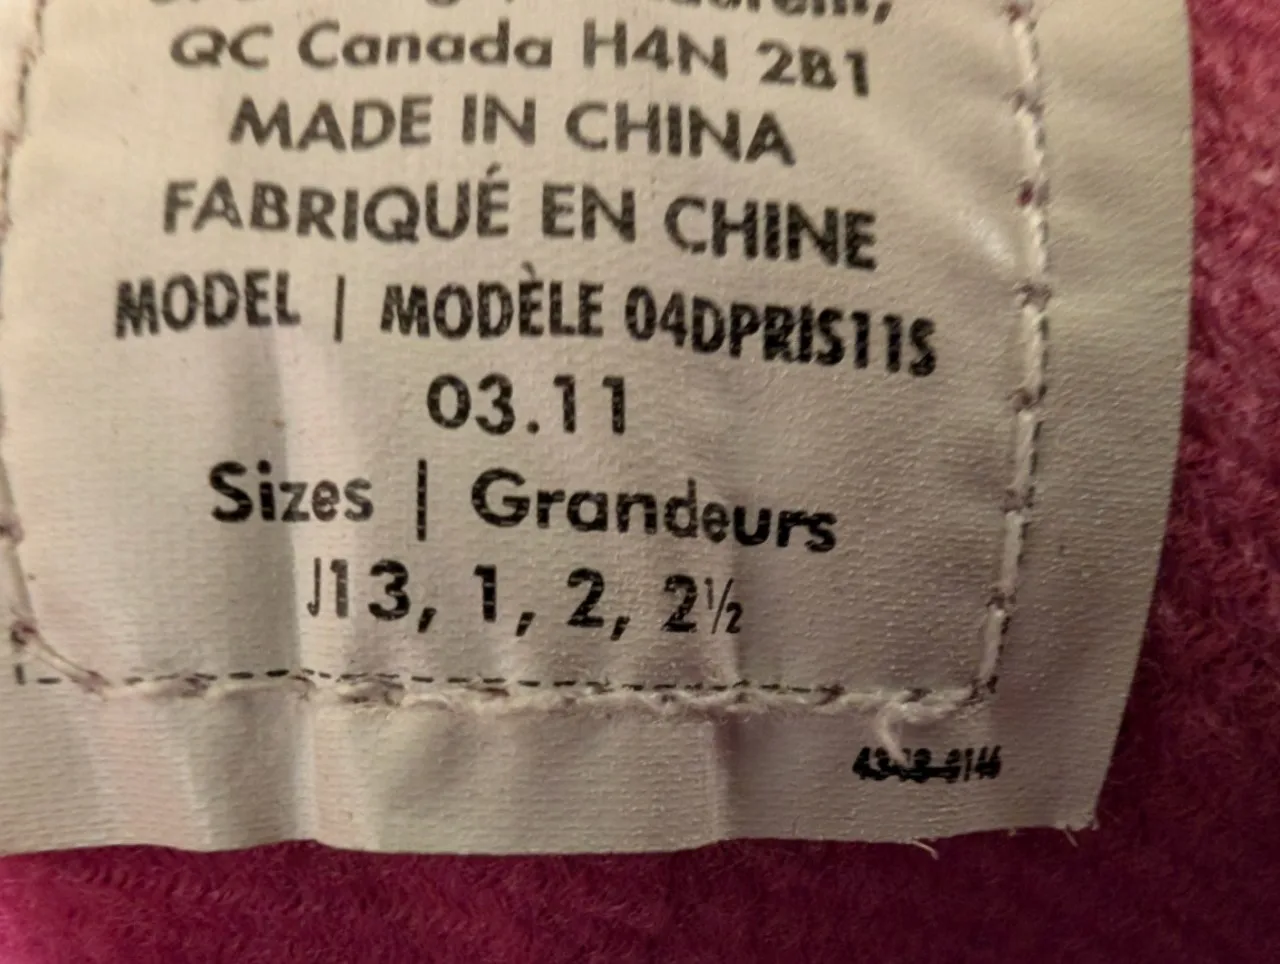 QC Canada H4N 2B1
MADE IN CHINA
FABRIQUÉ EN CHINE
MODEL | MODÈLE 04DPRIS11S
03.11
Sizes | Grandeurs
J13, 1, 2, 2½